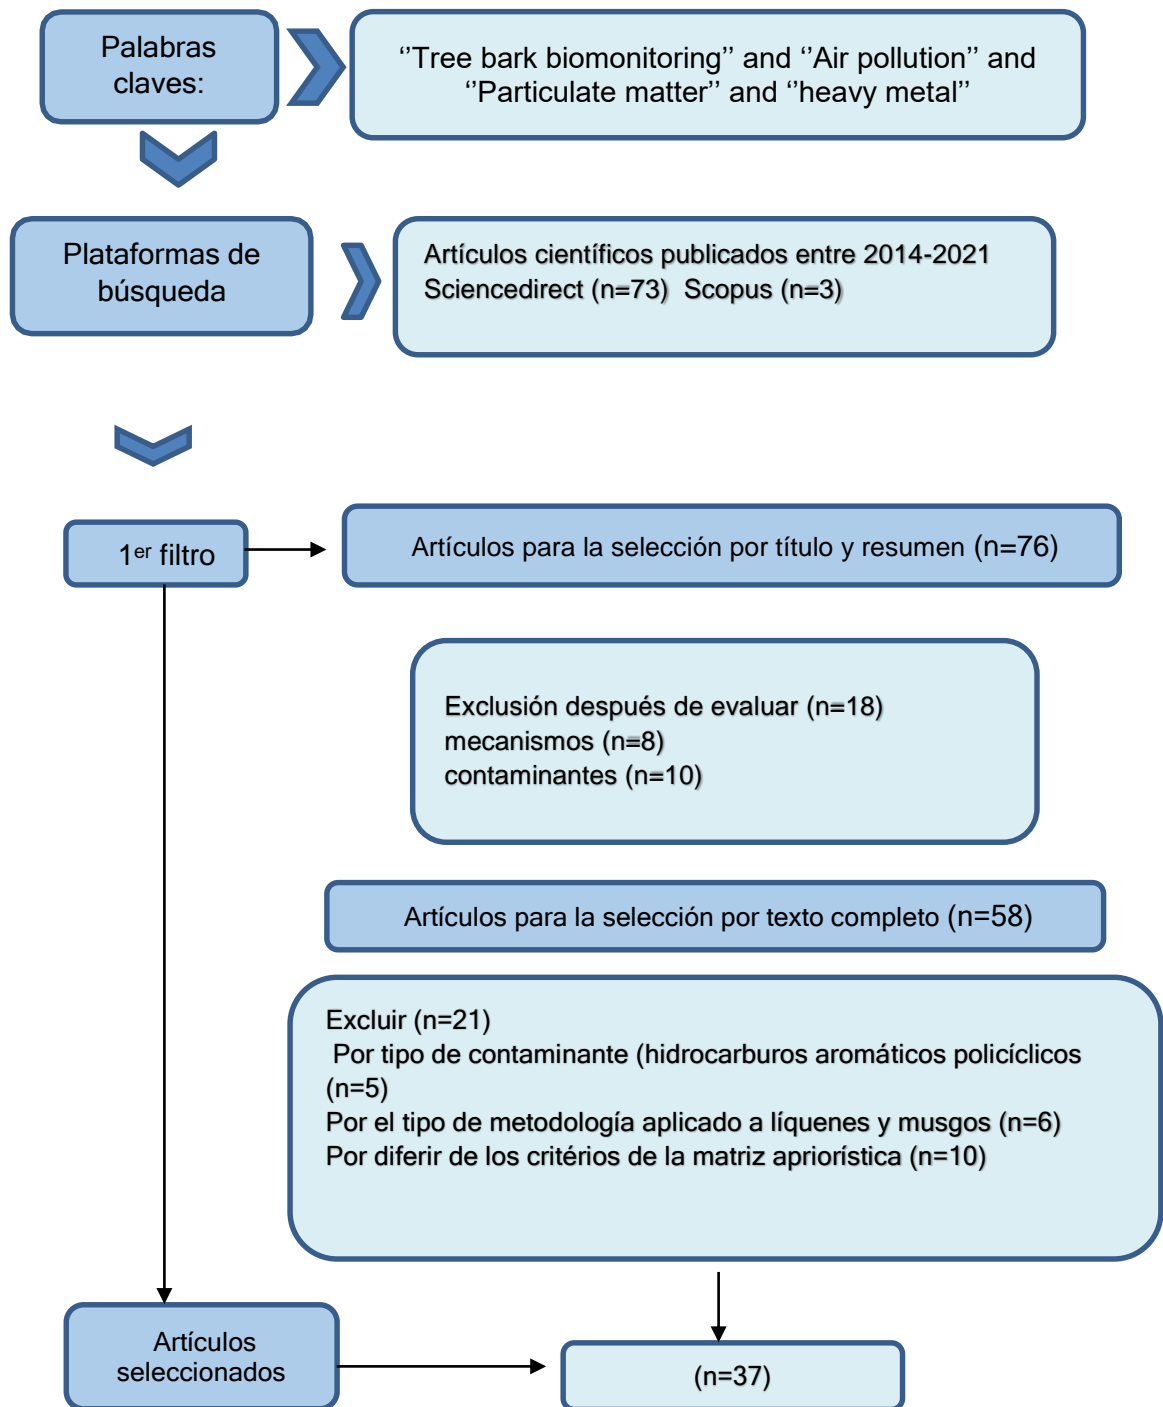 Palabras
claves:
‘’Tree bark biomonitoring’’ and ‘’Air pollution’’ and
‘’Particulate matter’’ and ‘’heavy metal’’
Plataformas de
búsqueda
Artículos científicos publicados entre 2014-2021
Sciencedirect (n=73) Scopus (n=3)
1er filtro
Artículos para la selección por título y resumen (n=76)
Exclusión después de evaluar (n=18)
mecanismos (n=8)
contaminantes (n=10)
Artículos para la selección por texto completo (n=58)
Excluir (n=21)
Por tipo de contaminante (hidrocarburos aromáticos policíclicos
(n=5)
Por el tipo de metodología aplicado a líquenes y musgos (n=6)
Por diferir de los critérios de la matriz apriorística (n=10)
Artículos
seleccionados
(n=37)